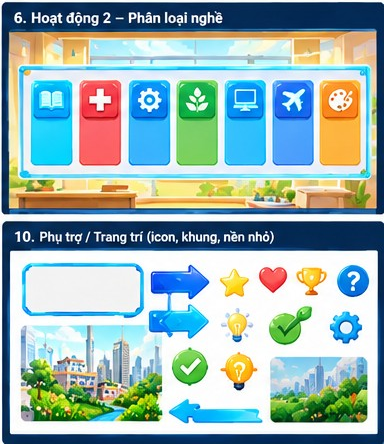 6. Hoạt động 2 – Phân loại nghề
10. Phụ trợ / Trang trí (icon, khung, nền nhỏ)
?
?